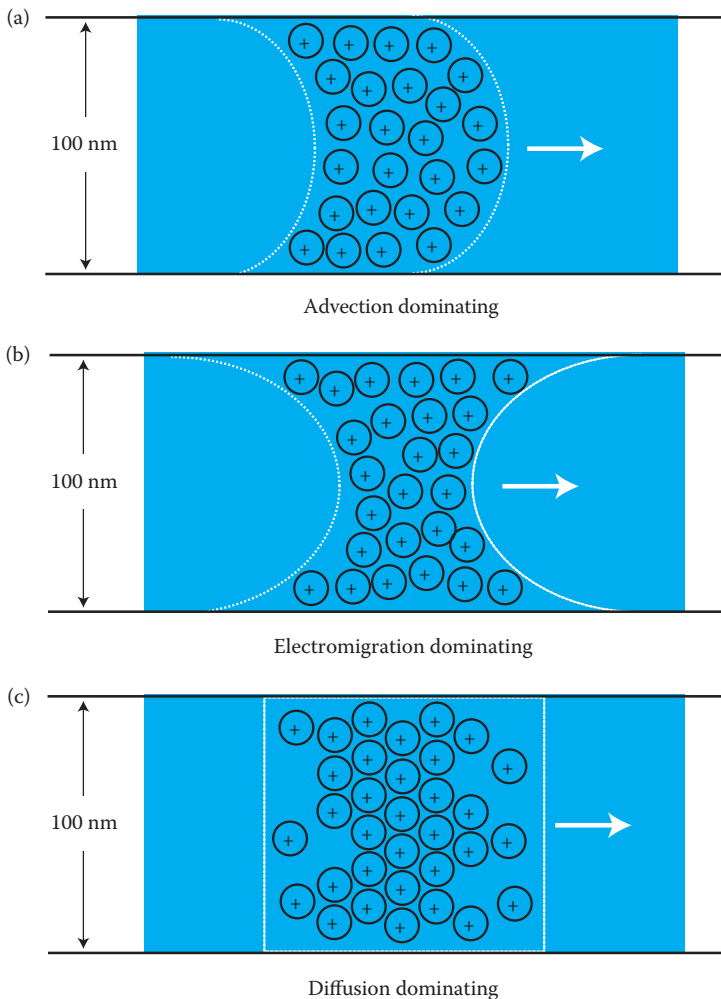 (a)
100 nm
Advection dominating
(b)
100 nm
Electromigration dominating
(c)
100 nm
Diffusion dominating